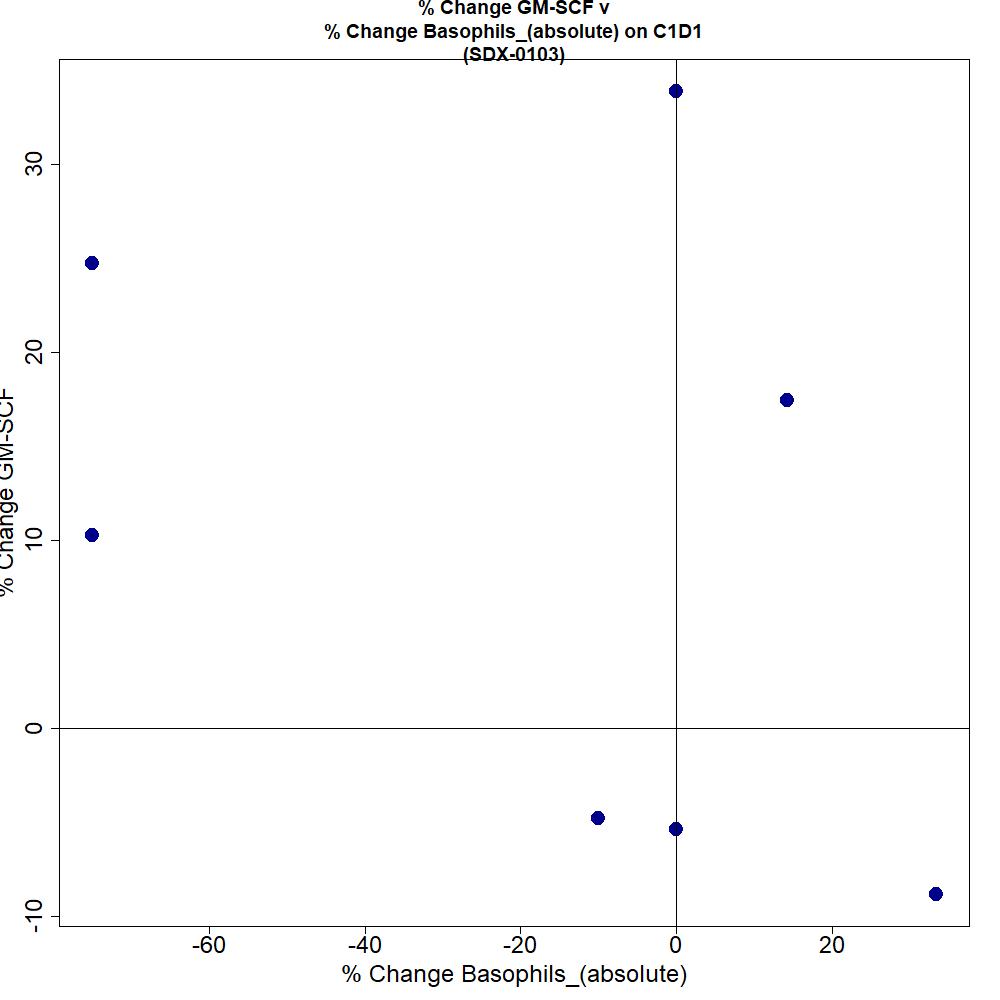 % Change GM-SCF v
% Change Basophils_(absolute) on C1D1
(SDX-0103)
30
20
10
0
-10
% Change GM-SCF
-60
-40
-20
0
20
% Change Basophils_(absolute)